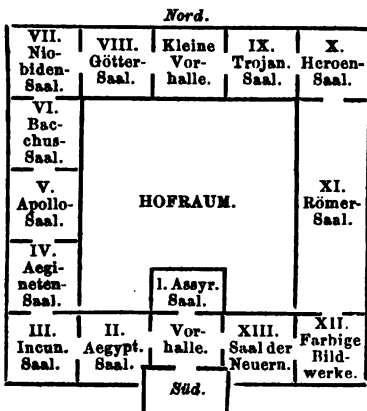 Nord.
VII.
Nio-
biden-
Saal.
VIII.
Götter-
Saal.
Kleine
Vor-
halle.
IX.
Trojan.
Saal.
X.
Heroen-
Saal.
VI.
Bac-
chus-
Saal.
V.
Apollo-
Saal.
IV.
Aegi-
neten-
Saal.
HOFRAUM.
XI.
Römer-
Saal.
I. Assyr.
Saal.
III.
Incun.
Saal.
II.
Aegypt.
Saal.
Vor-
halle.
XIII.
Saal der
Neuern.
XII.
Farbige
Bild-
werke.
Süd.